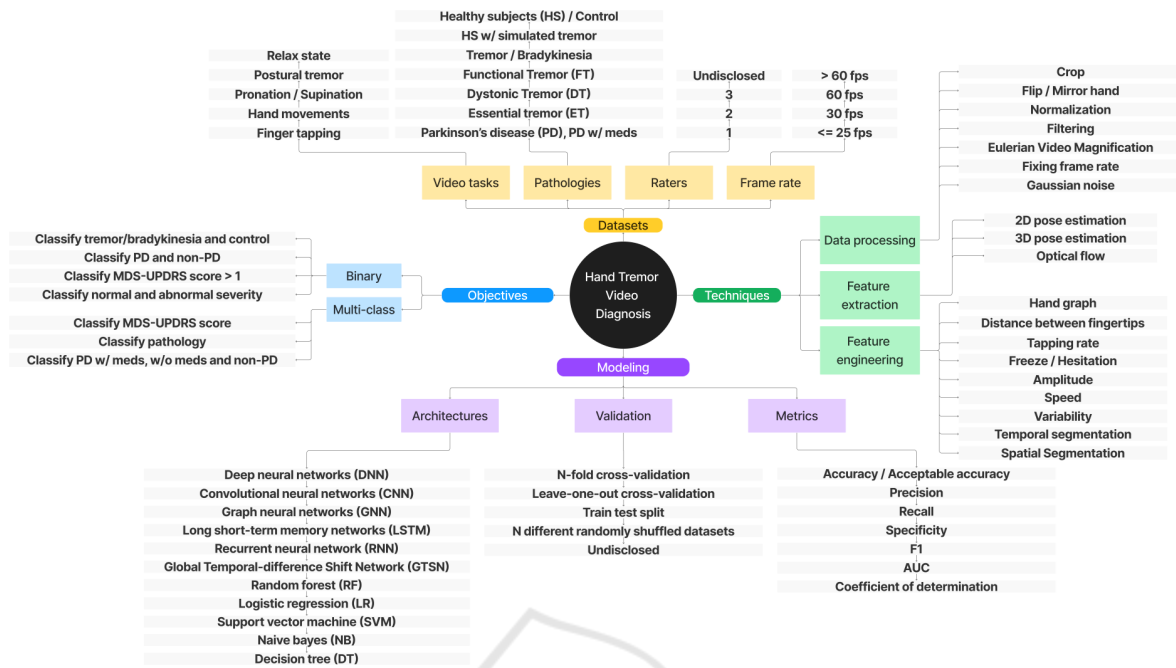 Healthy subjects (HS) / Control
HS w/ simulated tremor
Tremor / Bradykinesia
Functional Tremor (FT)
Dystonic Tremor (DT)
Essential tremor (ET)
Parkinson's disease (PD), PD w/ meds
Relax state
Postural tremor
Pronation / Supination
Hand movements
Finger tapping
Undisclosed
3
2
1
> 60 fps
60 fps
30 fps
<= 25 fps
Video tasks
Pathologies
Raters
Frame rate
Datasets
Crop
Flip / Mirror hand
Normalization
Filtering
Eulerian Video Magnification
Fixing frame rate
Gaussian noise
2D pose estimation
3D pose estimation
Optical flow
Hand graph
Distance between fingertips
Tapping rate
Freeze / Hesitation
Amplitude
Speed
Variability
Temporal segmentation
Spatial Segmentation
Data processing
Feature
extraction
Feature
engineering
Techniques
Hand Tremor
Video
Diagnosis
Objectives
Binary
Multi-class
Classify tremor/bradykinesia and control
Classify PD and non-PD
Classify MDS-UPDRS score > 1
Classify normal and abnormal severity
Classify MDS-UPDRS score
Classify pathology
Classify PD w/ meds, w/o meds and non-PD
Modeling
Architectures
Validation
Metrics
Deep neural networks (DNN)
Convolutional neural networks (CNN)
Graph neural networks (GNN)
Long short-term memory networks (LSTM)
Recurrent neural network (RNN)
Global Temporal-difference Shift Network (GTSN)
Random forest (RF)
Logistic regression (LR)
Support vector machine (SVM)
Naive bayes (NB)
Decision tree (DT)
N-fold cross-validation
Leave-one-out cross-validation
Train test split
N different randomly shuffled datasets
Undisclosed
Accuracy / Acceptable accuracy
Precision
Recall
Specificity
F1
AUC
Coefficient of determination